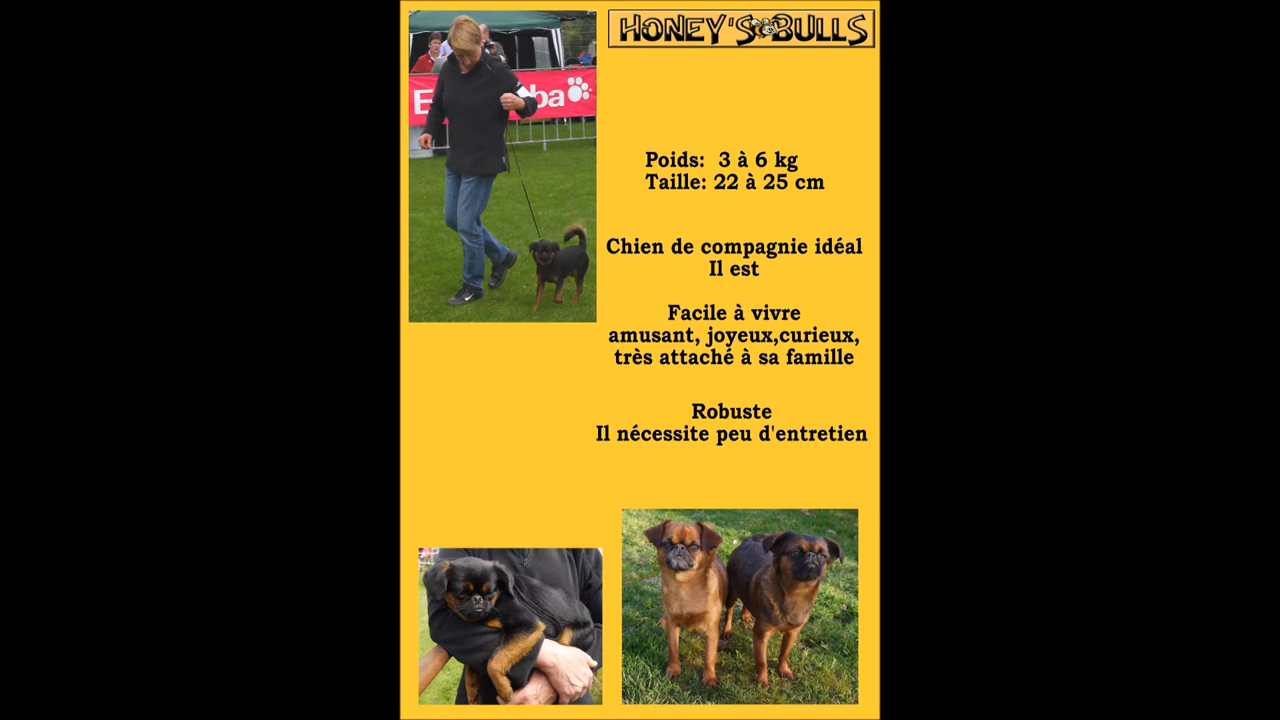 HONEY'S BULLS
Poids: 3 à 6 kg
Taille: 22 à 25 cm
Chien de compagnie idéal
Il est
Facile à vivre
amusant, joyeux,curieux,
très attaché à sa famille
Robuste
Il nécessite peu d'entretien